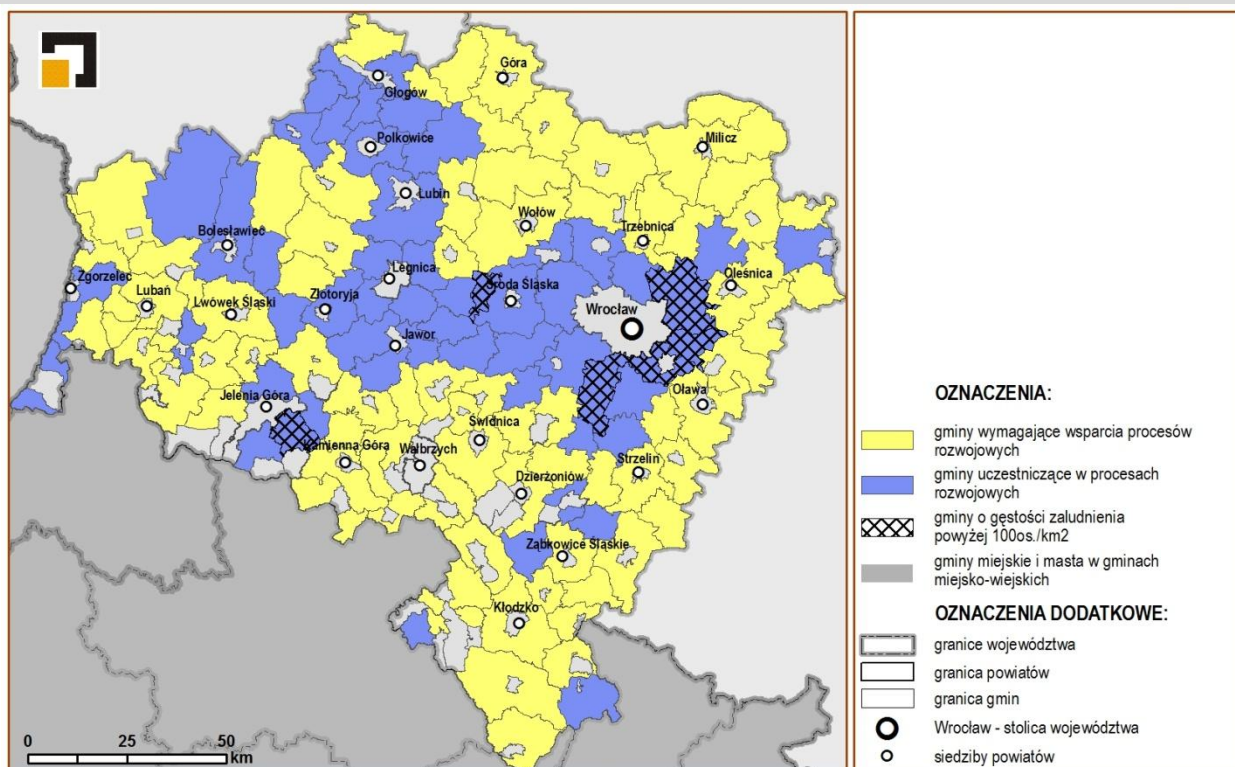 Góra
Głogów
Polkowice
Milicz
Lubin
Wołów
Trzebnica
Bolesławiec
Zgorzelec
Legnica
Środa Śląska
Oleśnica
Lubań
Lwówek Śląski
Złotoryja
Wrocław
Jawor
Jelenia Góra
Oława
Świdnica
Kamienna Góra
Wałbrzych
Strzelin
Dzierżoniów
Ząbkowice Śląskie
Kłodzko
0 25 50
km
OZNACZENIA:
gminy wymagające wsparcia procesów
rozwojowych
gminy uczestniczące w procesach
rozwojowych
gminy o gęstości zaludnienia
powyżej 100os./km2
gminy miejskie i masta w gminach
miejsko-wiejskich
OZNACZENIA DODATKOWE:
granice województwa
granica powiatów
granica gmin
Wrocław - stolica województwa
siedziby powiatów